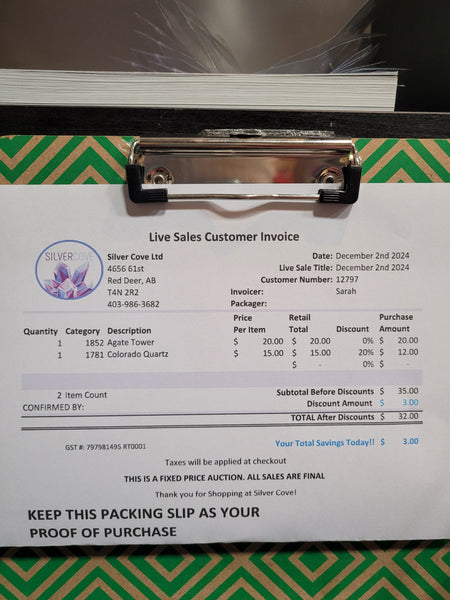 Live Sales Customer Invoice
SILVERCOVE
Silver Cove Ltd
4656 61st
Red Deer, AB
T4N 2R2
403-986-3682
Date: December 2nd 2024
Live Sale Title: December 2nd 2024
Customer Number: 12797
Invoicer: Sarah
Packager:
Quantity Category Description Price Per Item Retail Total Discount Purchase Amount
1 1852 Agate Tower $ 20.00 $ 20.00 0% $ 20.00
1 1781 Colorado Quartz $ 15.00 $ 15.00 20% $ 12.00
$ - 0% $ -
2 Item Count Subtotal Before Discounts $ 35.00
CONFIRMED BY: Discount Amount $ 3.00
TOTAL After Discounts $ 32.00
GST #: 797981495 RT0001 Your Total Savings Today!! $ 3.00
Taxes will be applied at checkout
THIS IS A FIXED PRICE AUCTION. ALL SALES ARE FINAL
Thank you for Shopping at Silver Cove!
KEEP THIS PACKING SLIP AS YOUR
PROOF OF PURCHASE